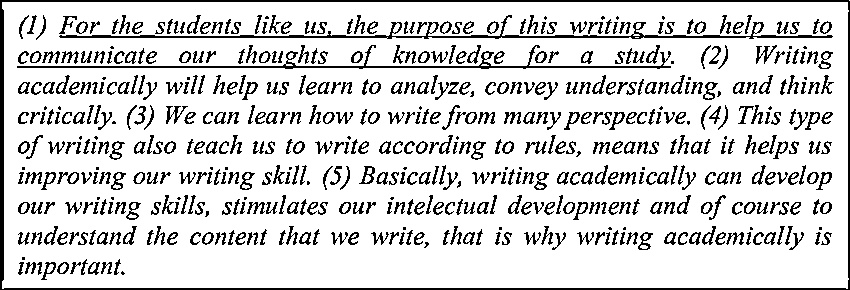 (1) For the students like us, the purpose of this writing is to help us to
communicate our thoughts of knowledge for a study. (2) Writing
academically will help us learn to analyze, convey understanding, and think
critically. (3) We can learn how to write from many perspective. (4) This type
of writing also teach us to write according to rules, means that it helps us
improving our writing skill. (5) Basically, writing academically can develop
our writing skills, stimulates our intelectual development and of course to
understand the content that we write, that is why writing academically is
important.